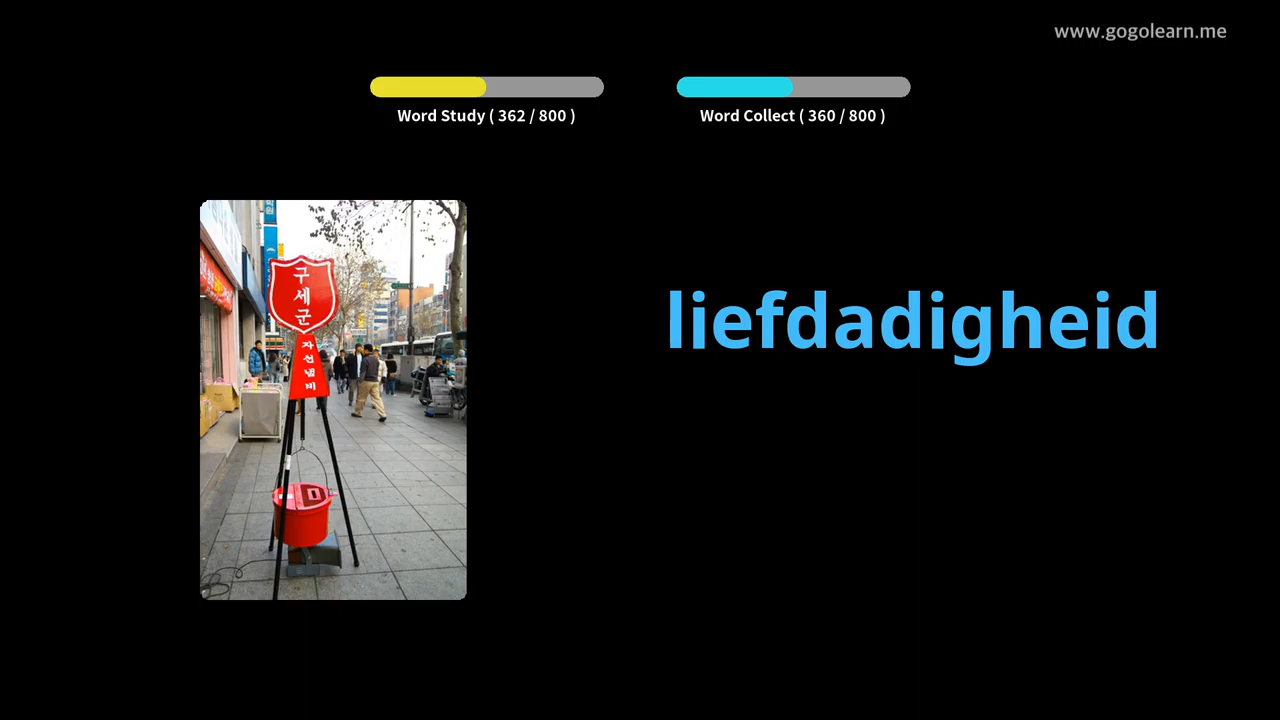 www.gogolearn.me
Word Study ( 362 / 800 )
Word Collect ( 360 / 800 )
구세군
자선냄비
liefdadigheid